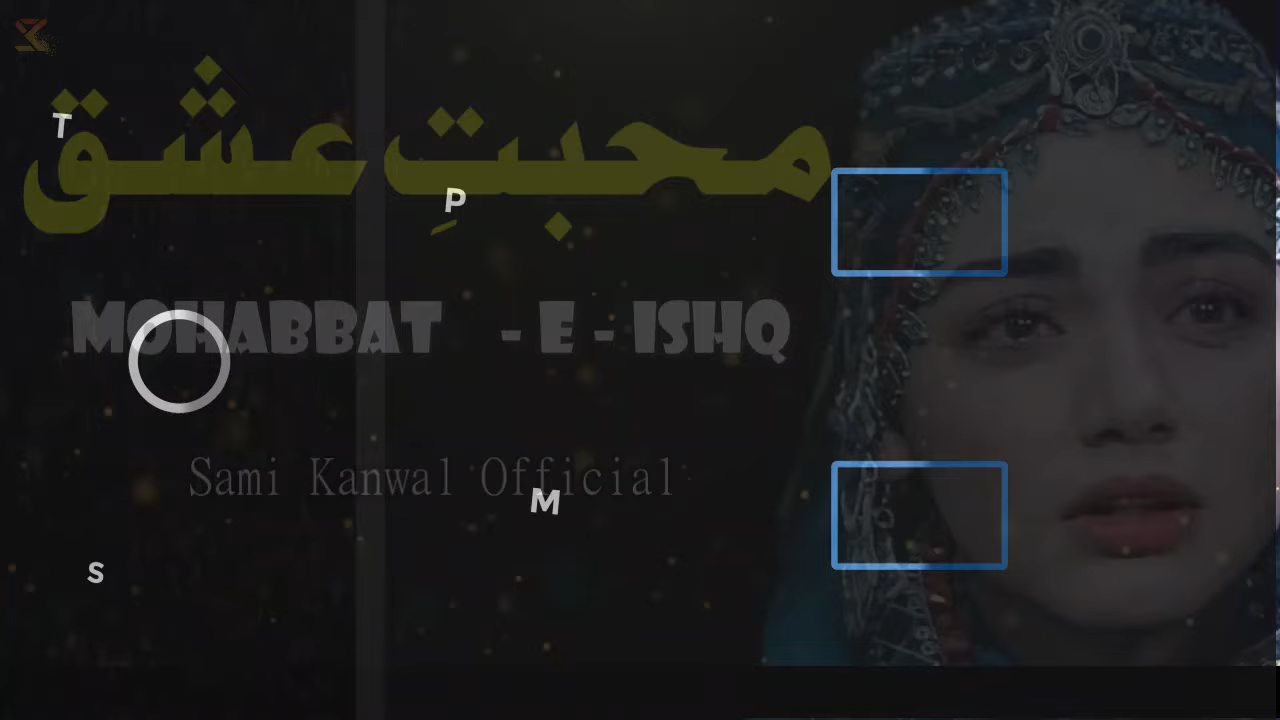 محبتِ عشق
MOHABBAT - E - ISHQ
Sami Kanwal Official
T
P
M
S